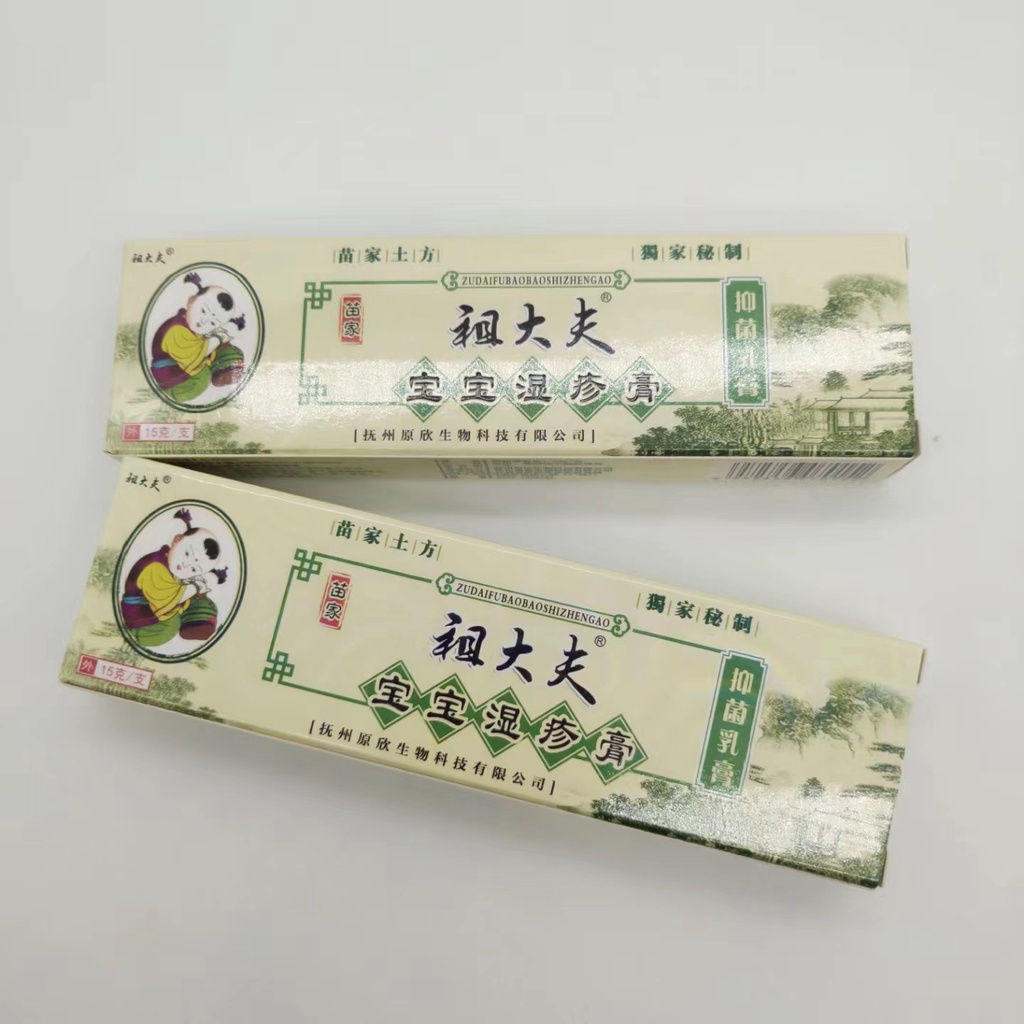 祖大夫®
苗家土方
獨家秘制
ZUDAIFUBAOBAOSHIZHENGAO
苗家
祖大夫®
抑菌乳膏
宝宝湿疹膏
外 15克/支
[抚州原欣生物科技有限公司]
祖大夫®
苗家土方
獨家秘制
ZUDAIFUBAOBAOSHIZHENGAO
苗家
祖大夫®
抑菌乳膏
宝宝湿疹膏
外 15克/支
[抚州原欣生物科技有限公司]